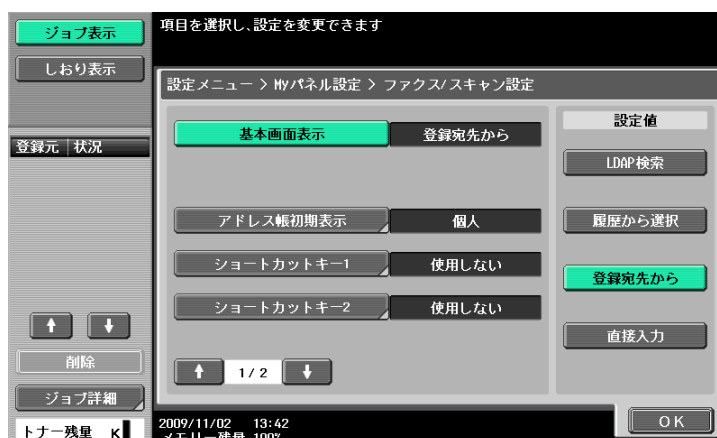 ジョブ表示
しおり表示
登録元 状況
削除
ジョブ詳細
トナー残量 K
項目を選択し、設定を変更できます
設定メニュー > Myパネル設定 > ファクス/スキャン設定
基本画面表示 登録宛先から
アドレス帳初期表示 個人
ショートカットキー1 使用しない
ショートカットキー2 使用しない
1/2
設定値
LDAP検索
履歴から選択
登録宛先から
直接入力
2009/11/02 13:42
メモリー残量 100%
OK